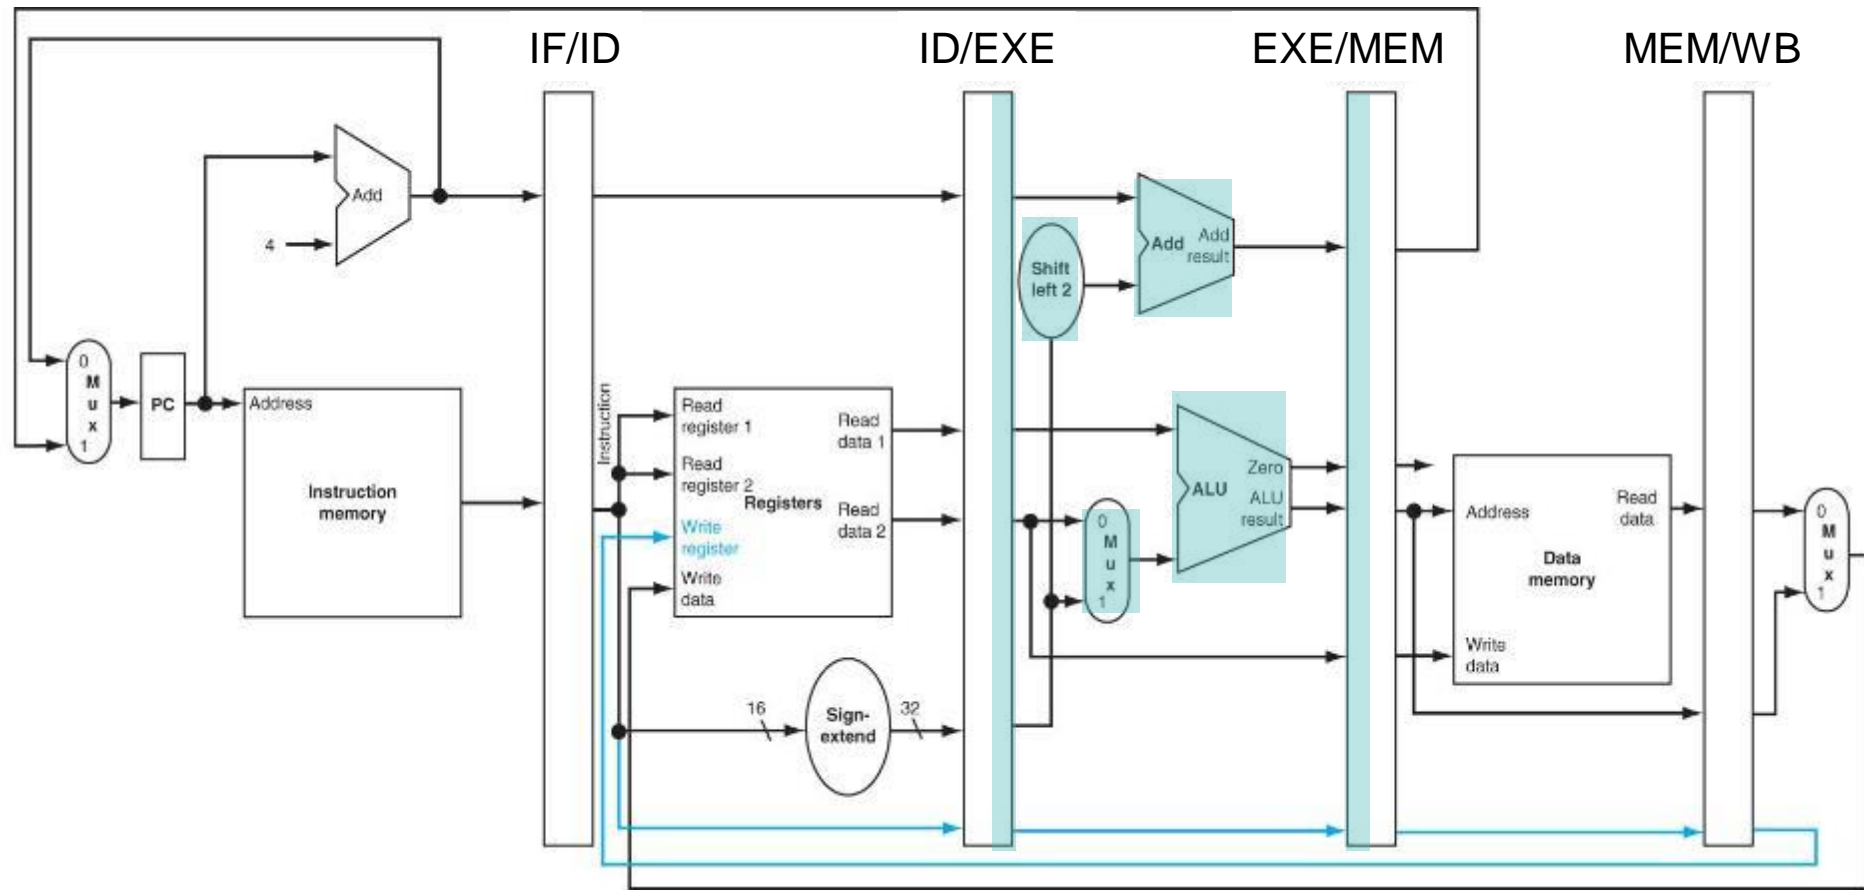 IF/ID
ID/EXE
EXE/MEM
MEM/WB
Add
4
0
M
u
x
1
PC
Address
Instruction
memory
Instruction
Read
register 1
Read
register 2
Registers
Write
register
Write
data
Read
data 1
Read
data 2
16
Sign-
extend
32
Shift
left 2
Add
Add
result
0
M
u
x
1
ALU
Zero
ALU
result
Address
Read
data
Data
memory
Write
data
0
M
u
x
1